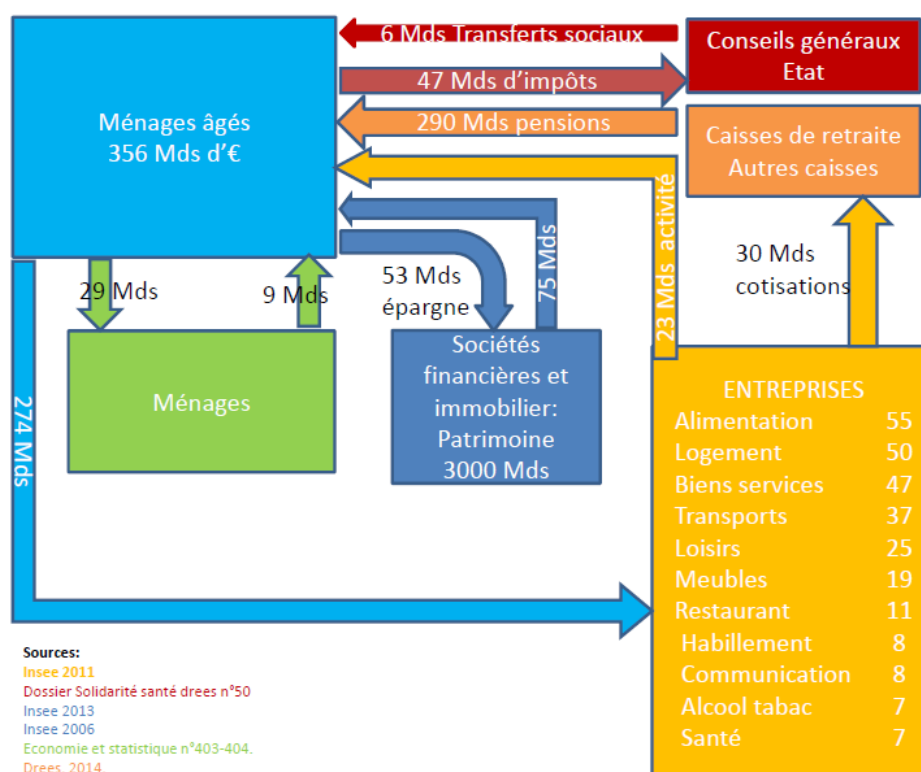 6 Mds Transferts sociaux
Conseils généraux
Etat
47 Mds d'impôts
Ménages âgés
356 Mds d'€
290 Mds pensions
Caisses de retraite
Autres caisses
23 Mds activité
75 Mds
53 Mds
épargne
30 Mds
cotisations
29 Mds
9 Mds
Ménages
Sociétés
financières et
immobilier:
Patrimoine
3000 Mds
274 Mds
ENTREPRISES
Alimentation 55
Logement 50
Biens services 47
Transports 37
Loisirs 25
Meubles 19
Restaurant 11
Habillement 8
Communication 8
Alcool tabac 7
Santé 7
Sources:
Insee 2011
Dossier Solidarité santé drees n°50
Insee 2013
Insee 2006
Economie et statistique n°403-404.
Drees, 2014